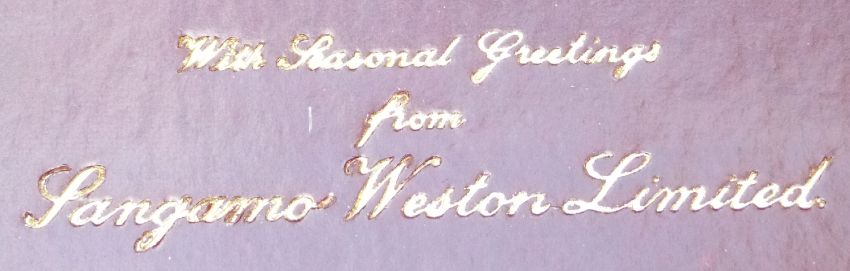 With Seasonal Greetings
from
Sangamo Weston Limited.